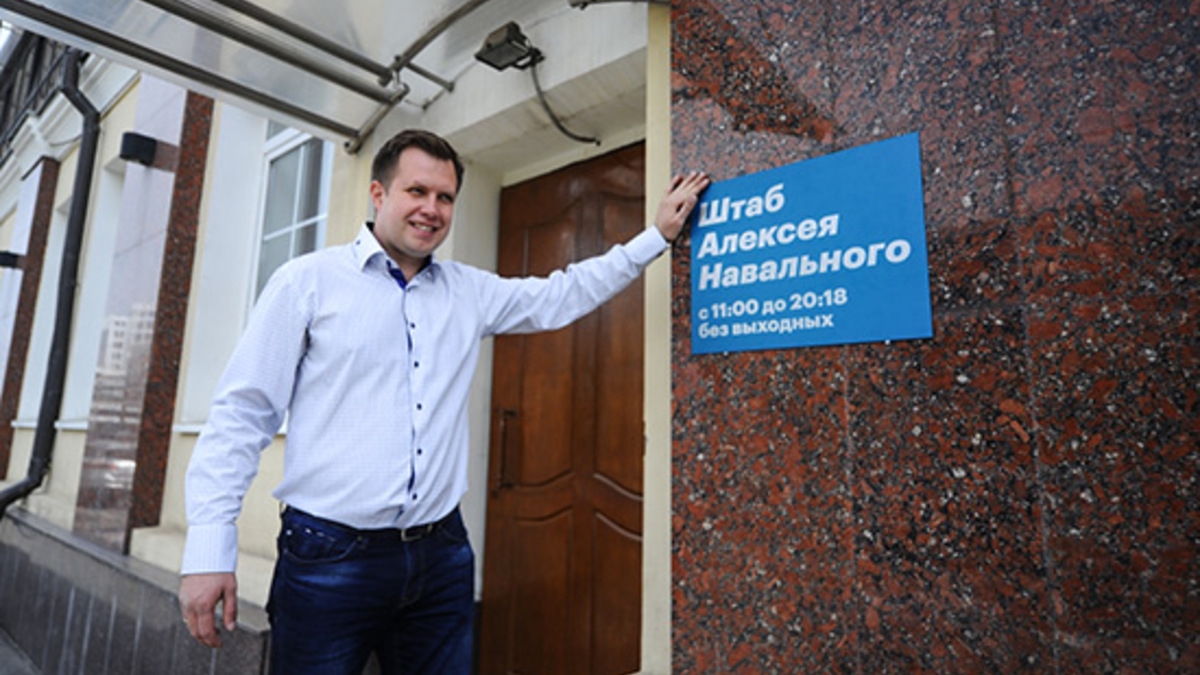 Штаб
Алексея
Навального
с 11:00 до 20:18
без выходных